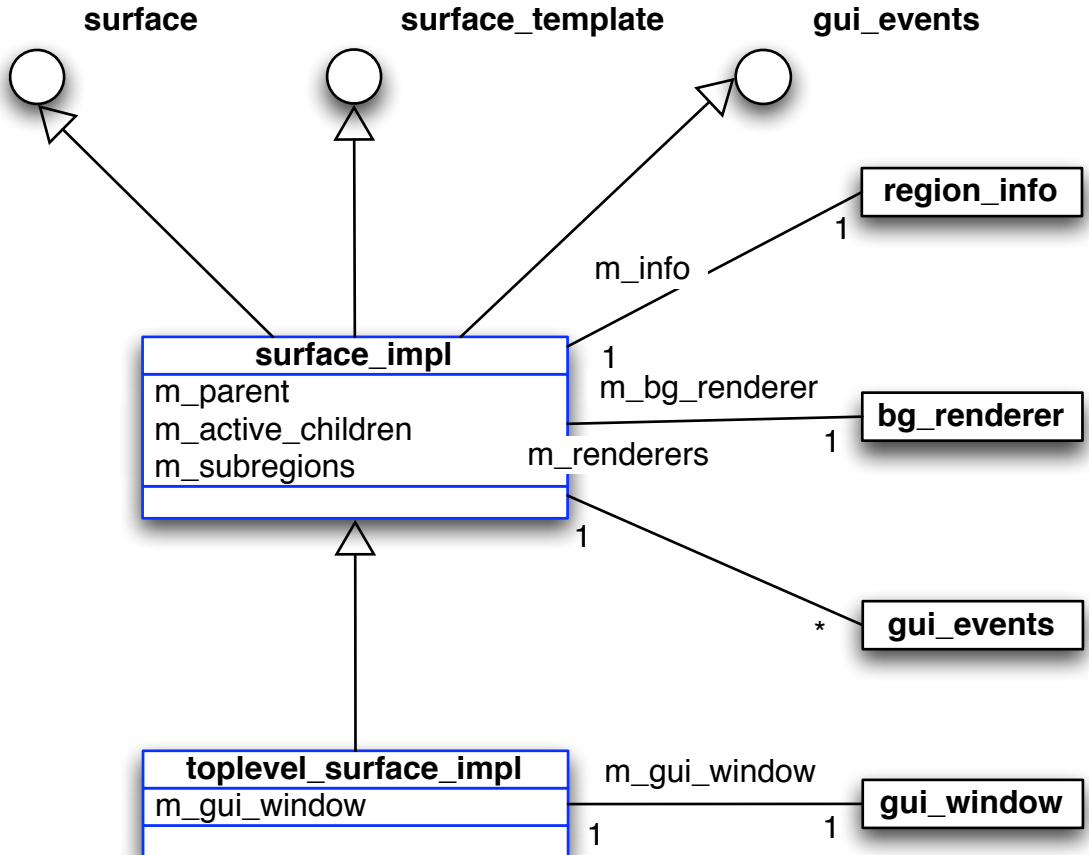 surface
surface_template
gui_events
region_info
1
m_info
1
surface_impl
m_parent
m_active_children
m_subregions
m_bg_renderer
bg_renderer
1
m_renderers
1
gui_events
*
toplevel_surface_impl
m_gui_window
m_gui_window
gui_window
1
1